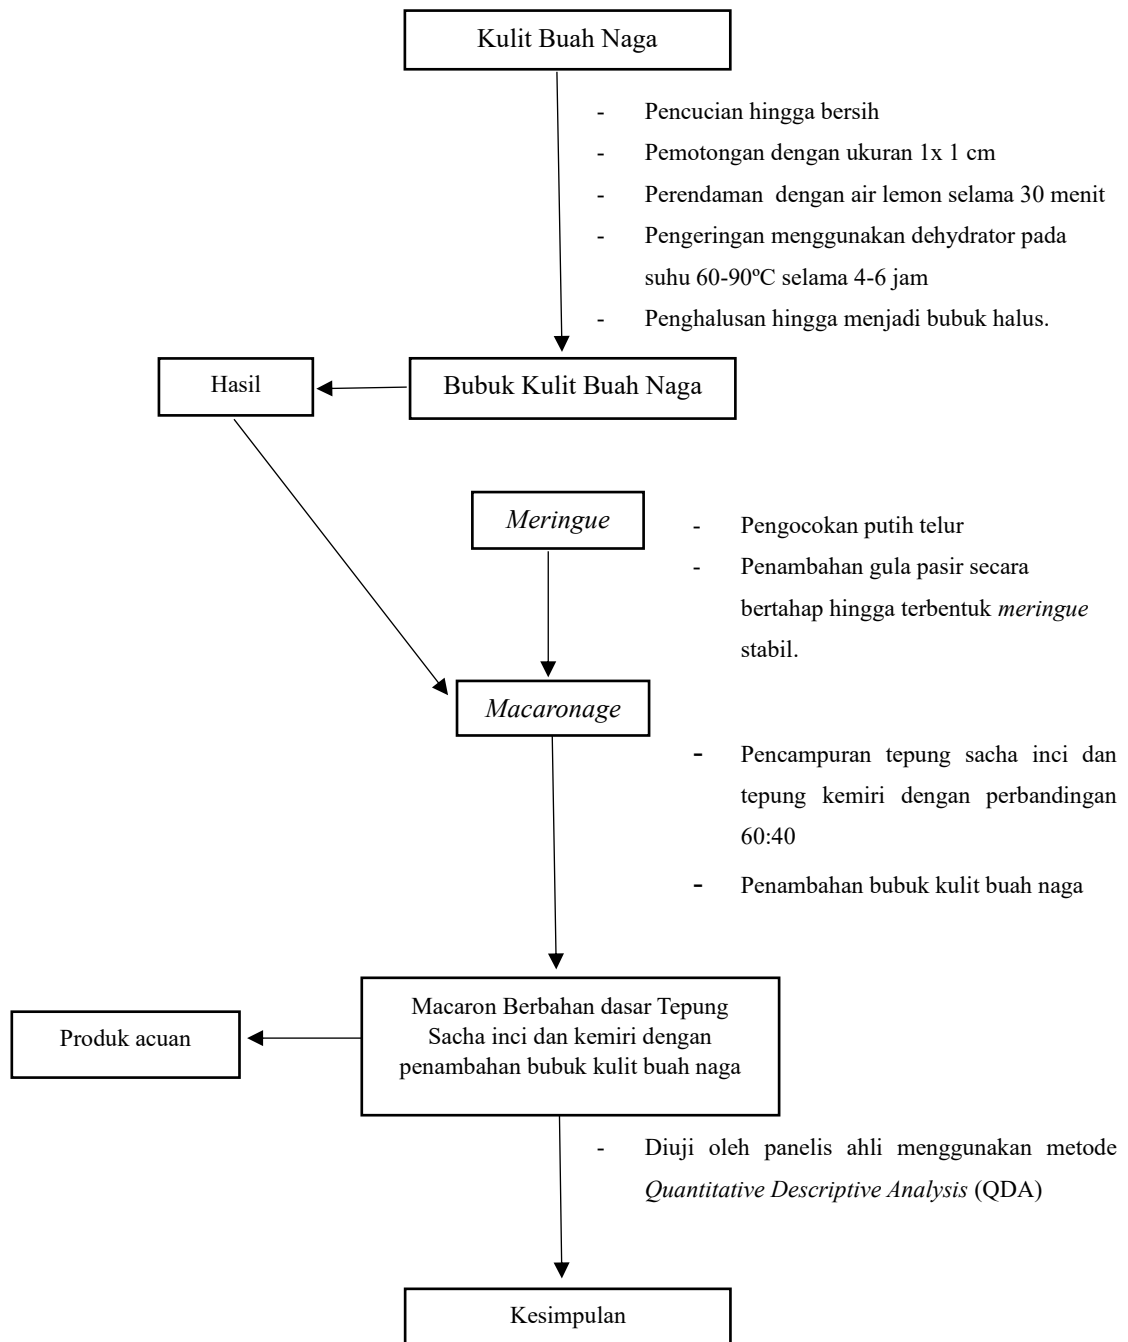 Kulit Buah Naga
- Pencucian hingga bersih
- Pemotongan dengan ukuran 1x 1 cm
- Perendaman dengan air lemon selama 30 menit
- Pengeringan menggunakan dehydrator pada
suhu 60-90ºC selama 4-6 jam
- Penghalusan hingga menjadi bubuk halus.
Hasil
Bubuk Kulit Buah Naga
Meringue
- Pengocokan putih telur
- Penambahan gula pasir secara
bertahap hingga terbentuk meringue
stabil.
Macaronage
- Pencampuran tepung sacha inci dan
tepung kemiri dengan perbandingan
60:40
- Penambahan bubuk kulit buah naga
Produk acuan
Macaron Berbahan dasar Tepung
Sacha inci dan kemiri dengan
penambahan bubuk kulit buah naga
- Diuji oleh panelis ahli menggunakan metode
Quantitative Descriptive Analysis (QDA)
Kesimpulan